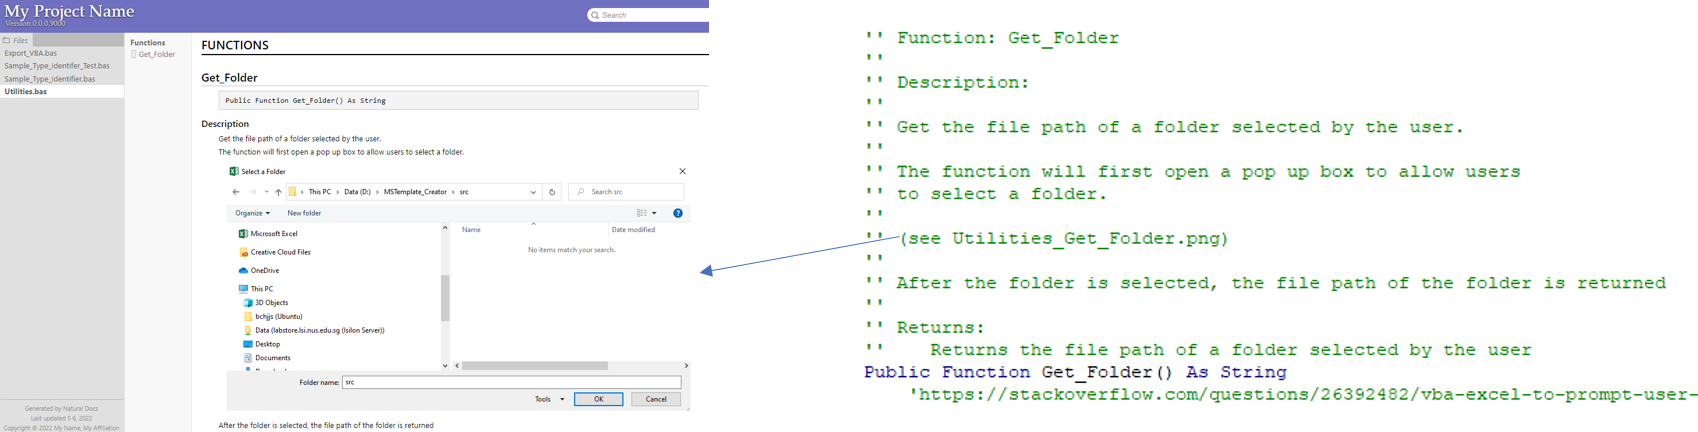 My Project Name
Version 0.0.0.9000
Search
Files
Export_VBA.bas
Sample_Type_Identifer_Test.bas
Sample_Type_Identifier.bas
Utilities.bas
Functions
Get_Folder
FUNCTIONS
Get_Folder
Public Function Get_Folder() As String
Description
Get the file path of a folder selected by the user.
The function will first open a pop up box to allow users to select a folder.
Select a Folder
This PC › Data (D:) › MSTemplate_Creator › src
Search src
Organize
New folder
Microsoft Excel
Creative Cloud Files
OneDrive
This PC
3D Objects
bchjjs (Ubuntu)
Data (labstore.lsi.nus.edu.sg (Isilon Server))
Desktop
Documents
Name
Date modified
No items match your search.
Folder name: src
Tools
OK
Cancel
After the folder is selected, the file path of the folder is returned
Generated by Natural Docs
Last updated 5 6, 2022
Copyright © 2022 My Name, My Affiliation
'' Function: Get_Folder
''
'' Description:
''
'' Get the file path of a folder selected by the user.
''
'' The function will first open a pop up box to allow users
'' to select a folder.
''
'' (see Utilities_Get_Folder.png)
''
'' After the folder is selected, the file path of the folder is returned
''
'' Returns:
''    Returns the file path of a folder selected by the user
Public Function Get_Folder() As String
'https://stackoverflow.com/questions/26392482/vba-excel-to-prompt-user-